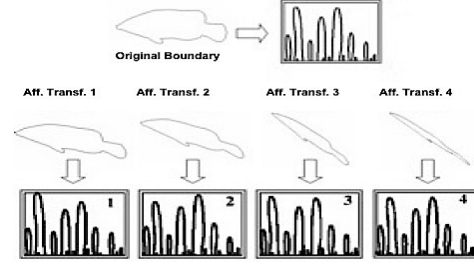 Original Boundary
Aff. Transf. 1 Aff. Transf. 2 Aff. Transf. 3 Aff. Transf. 4
1 2 3 4